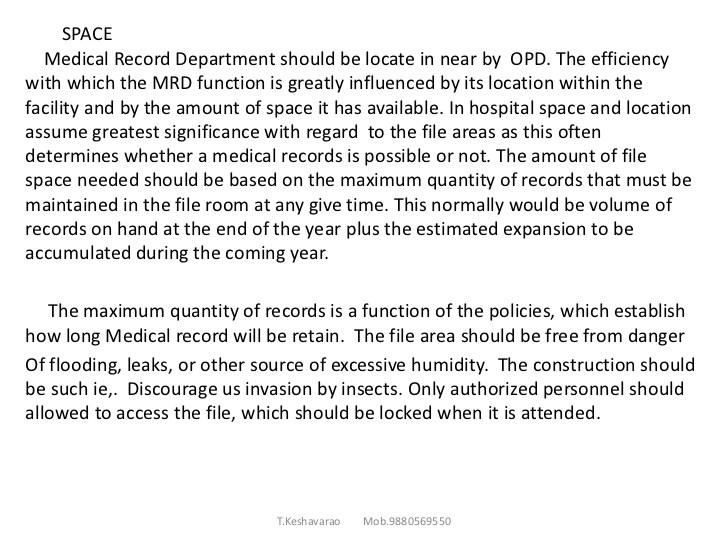 SPACE
Medical Record Department should be locate in near by OPD. The efficiency
with which the MRD function is greatly influenced by its location within the
facility and by the amount of space it has available. In hospital space and location
assume greatest significance with regard to the file areas as this often
determines whether a medical records is possible or not. The amount of file
space needed should be based on the maximum quantity of records that must be
maintained in the file room at any give time. This normally would be volume of
records on hand at the end of the year plus the estimated expansion to be
accumulated during the coming year.
The maximum quantity of records is a function of the policies, which establish
how long Medical record will be retain. The file area should be free from danger
Of flooding, leaks, or other source of excessive humidity. The construction should
be such ie,. Discourage us invasion by insects. Only authorized personnel should
allowed to access the file, which should be locked when it is attended.
T.Keshavarao Mob.9880569550